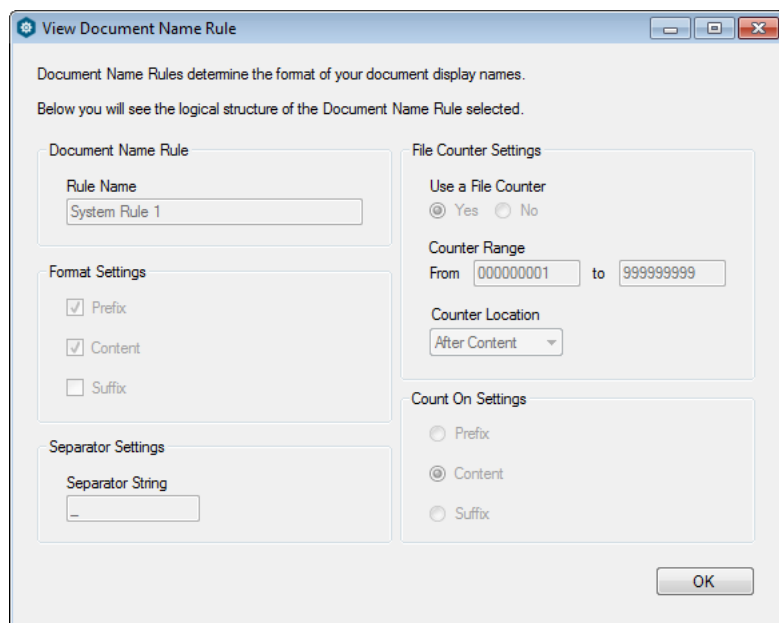 View Document Name Rule
Document Name Rules determine the format of your document display names.
Below you will see the logical structure of the Document Name Rule selected.
Document Name Rule
Rule Name
System Rule 1
Format Settings
Prefix
Content
Suffix
Separator Settings
Separator String
_
File Counter Settings
Use a File Counter
Yes No
Counter Range
From 000000001 to 999999999
Counter Location
After Content
Count On Settings
Prefix
Content
Suffix
OK